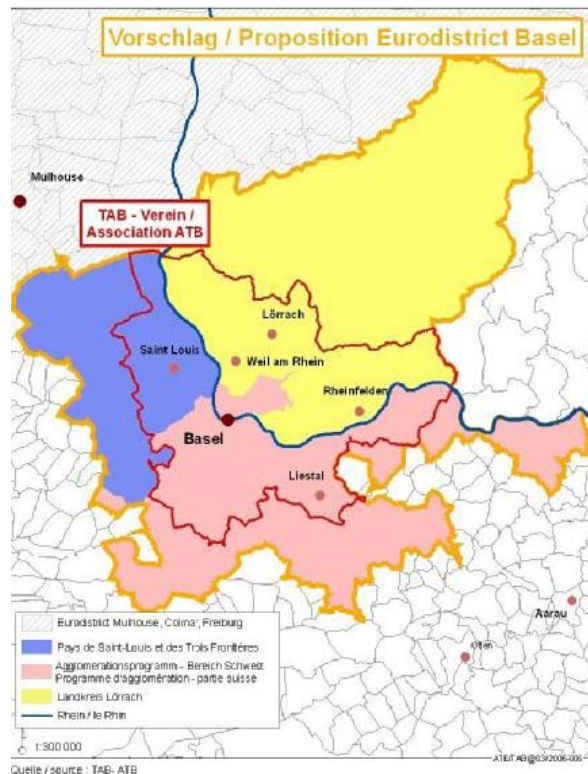 Vorschlag / Proposition Eurodistrict Basel
Mulhouse
TAB - Verein /
Association ATB
Lörrach
Saint Louis
Weil am Rhein
Rheinfelden
Basel
Liestal
Aarau
Olten
Eurodistrict Mulhouse, Colmar, Freiburg
Pays de Saint-Louis et des Trois Frontières
Agglomerationsprogramm - Bereich Schweiz
Programme d'agglomération - partie suisse
Landkreis Lörrach
Rhein / le Rhin
1:300 000
Quelle / source : TAB- ATB